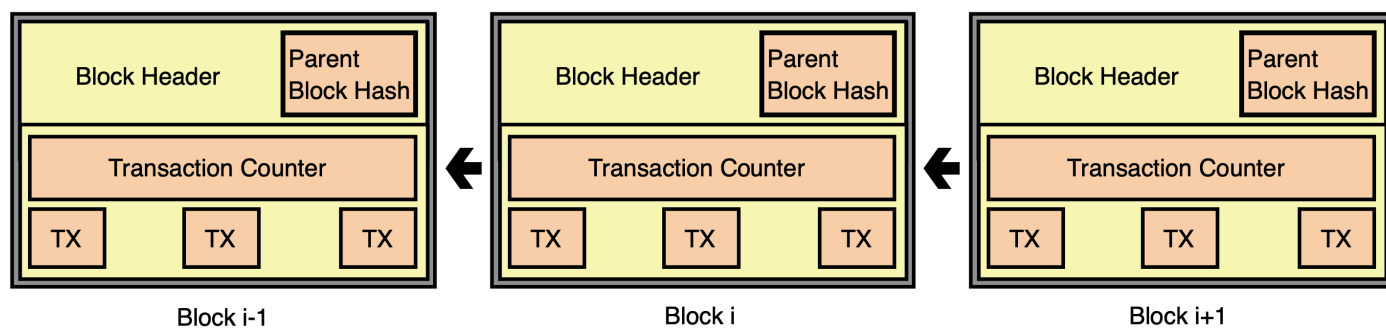 Block Header
Parent
Block Hash
Transaction Counter
TX TX TX
Block i-1
Block Header
Parent
Block Hash
Transaction Counter
TX TX TX
Block i
Block Header
Parent
Block Hash
Transaction Counter
TX TX TX
Block i+1